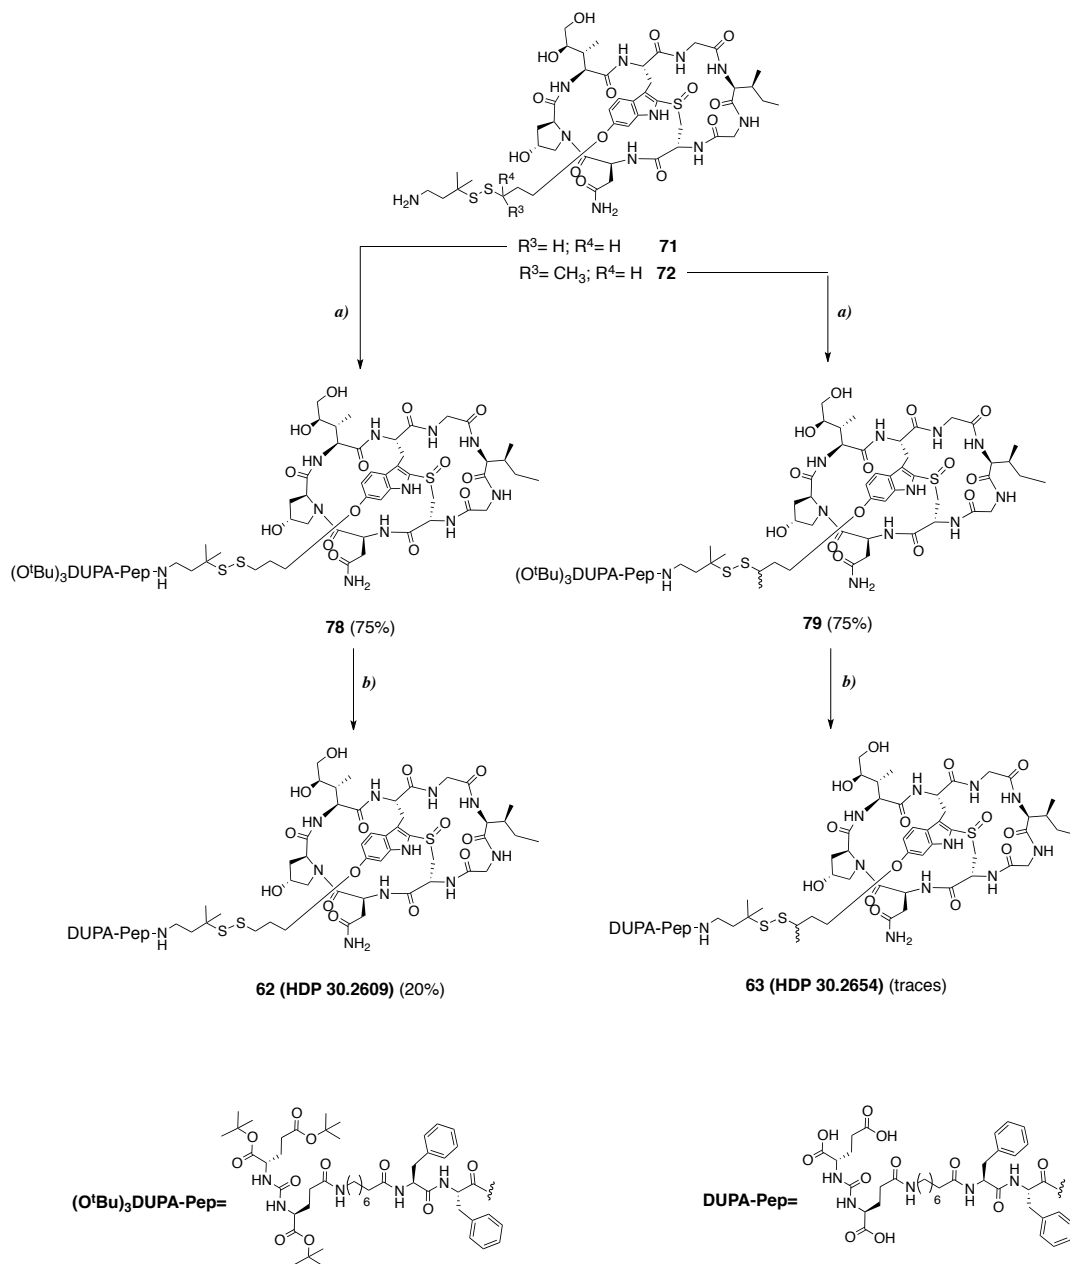 R³= H; R⁴= H 71
R³= CH₃; R⁴= H 72
a) a)
(OᵗBu)₃DUPA-Pep (OᵗBu)₃DUPA-Pep
78 (75%) 79 (75%)
b) b)
DUPA-Pep DUPA-Pep
62 (HDP 30.2609) (20%) 63 (HDP 30.2654) (traces)
(OᵗBu)₃DUPA-Pep= DUPA-Pep=